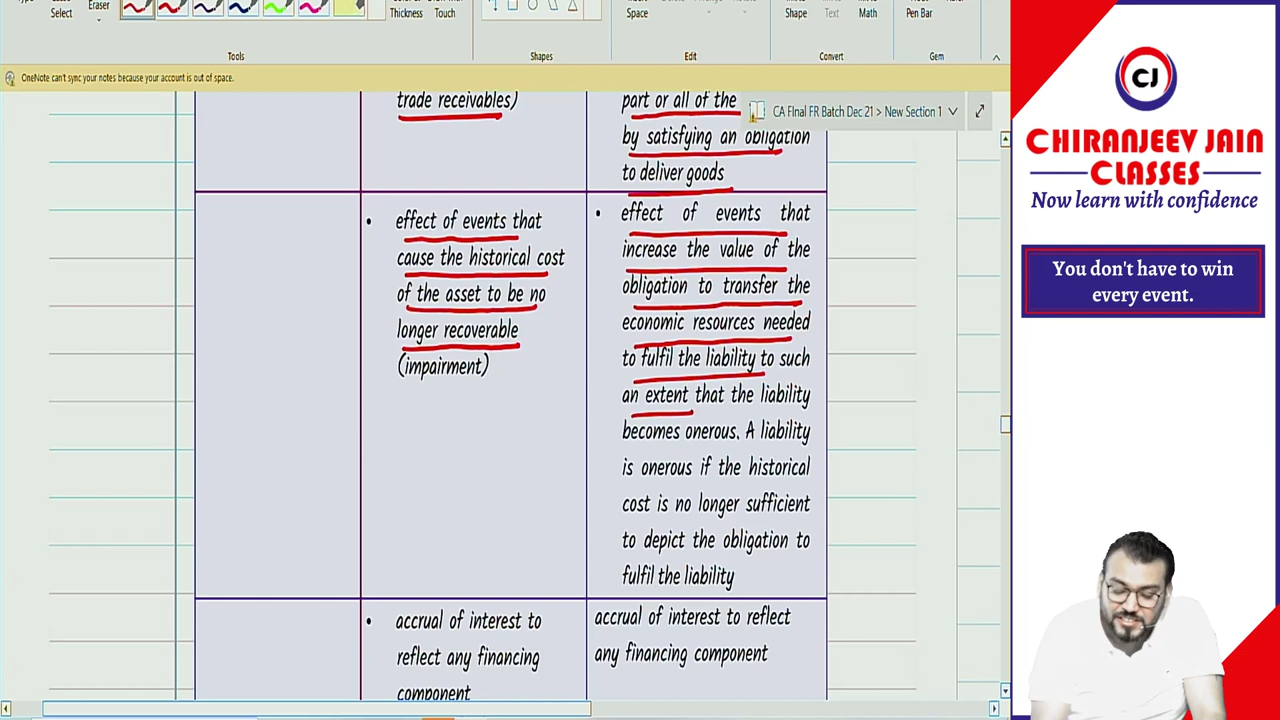 Eraser
Select
Thickness
Touch
Space
Shape
Text
Math
Pen Bar
Tools
Shapes
Edit
Convert
Gem
OneNote can't sync your notes because your account is out of space.
CA FInal FR Batch Dec 21 > New Section 1
trade receivables)
part or all of the
by satisfying an obligation
to deliver goods
• effect of events that
cause the historical cost
of the asset to be no
longer recoverable
(impairment)
• effect of events that
increase the value of the
obligation to transfer the
economic resources needed
to fulfil the liability to such
an extent that the liability
becomes onerous. A liability
is onerous if the historical
cost is no longer sufficient
to depict the obligation to
fulfil the liability
• accrual of interest to
reflect any financing
component
accrual of interest to reflect
any financing component
CJ
CHIRANJEEV JAIN
CLASSES
Now learn with confidence
You don't have to win
every event.